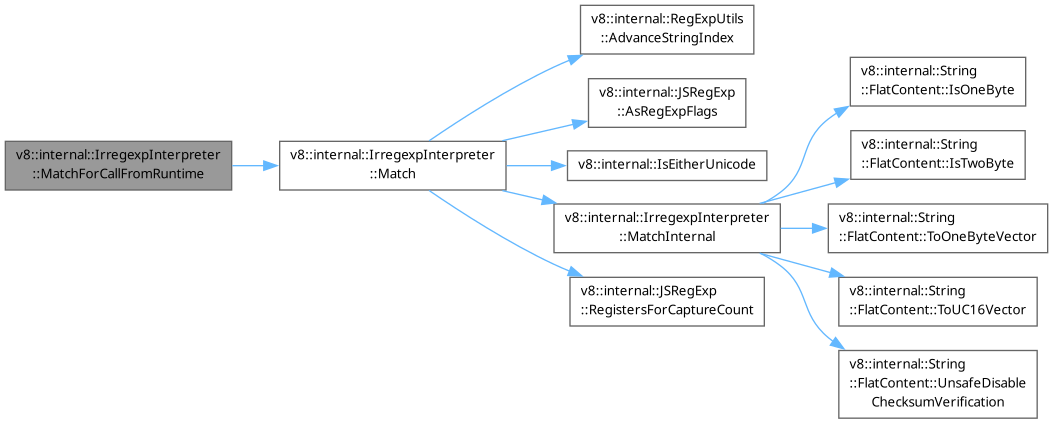 v8::internal::IrregexpInterpreter
::MatchForCallFromRuntime
v8::internal::IrregexpInterpreter
::Match
v8::internal::RegExpUtils
::AdvanceStringIndex
v8::internal::JSRegExp
::AsRegExpFlags
v8::internal::IsEitherUnicode
v8::internal::IrregexpInterpreter
::MatchInternal
v8::internal::JSRegExp
::RegistersForCaptureCount
v8::internal::String
::FlatContent::IsOneByte
v8::internal::String
::FlatContent::IsTwoByte
v8::internal::String
::FlatContent::ToOneByteVector
v8::internal::String
::FlatContent::ToUC16Vector
v8::internal::String
::FlatContent::UnsafeDisable
ChecksumVerification